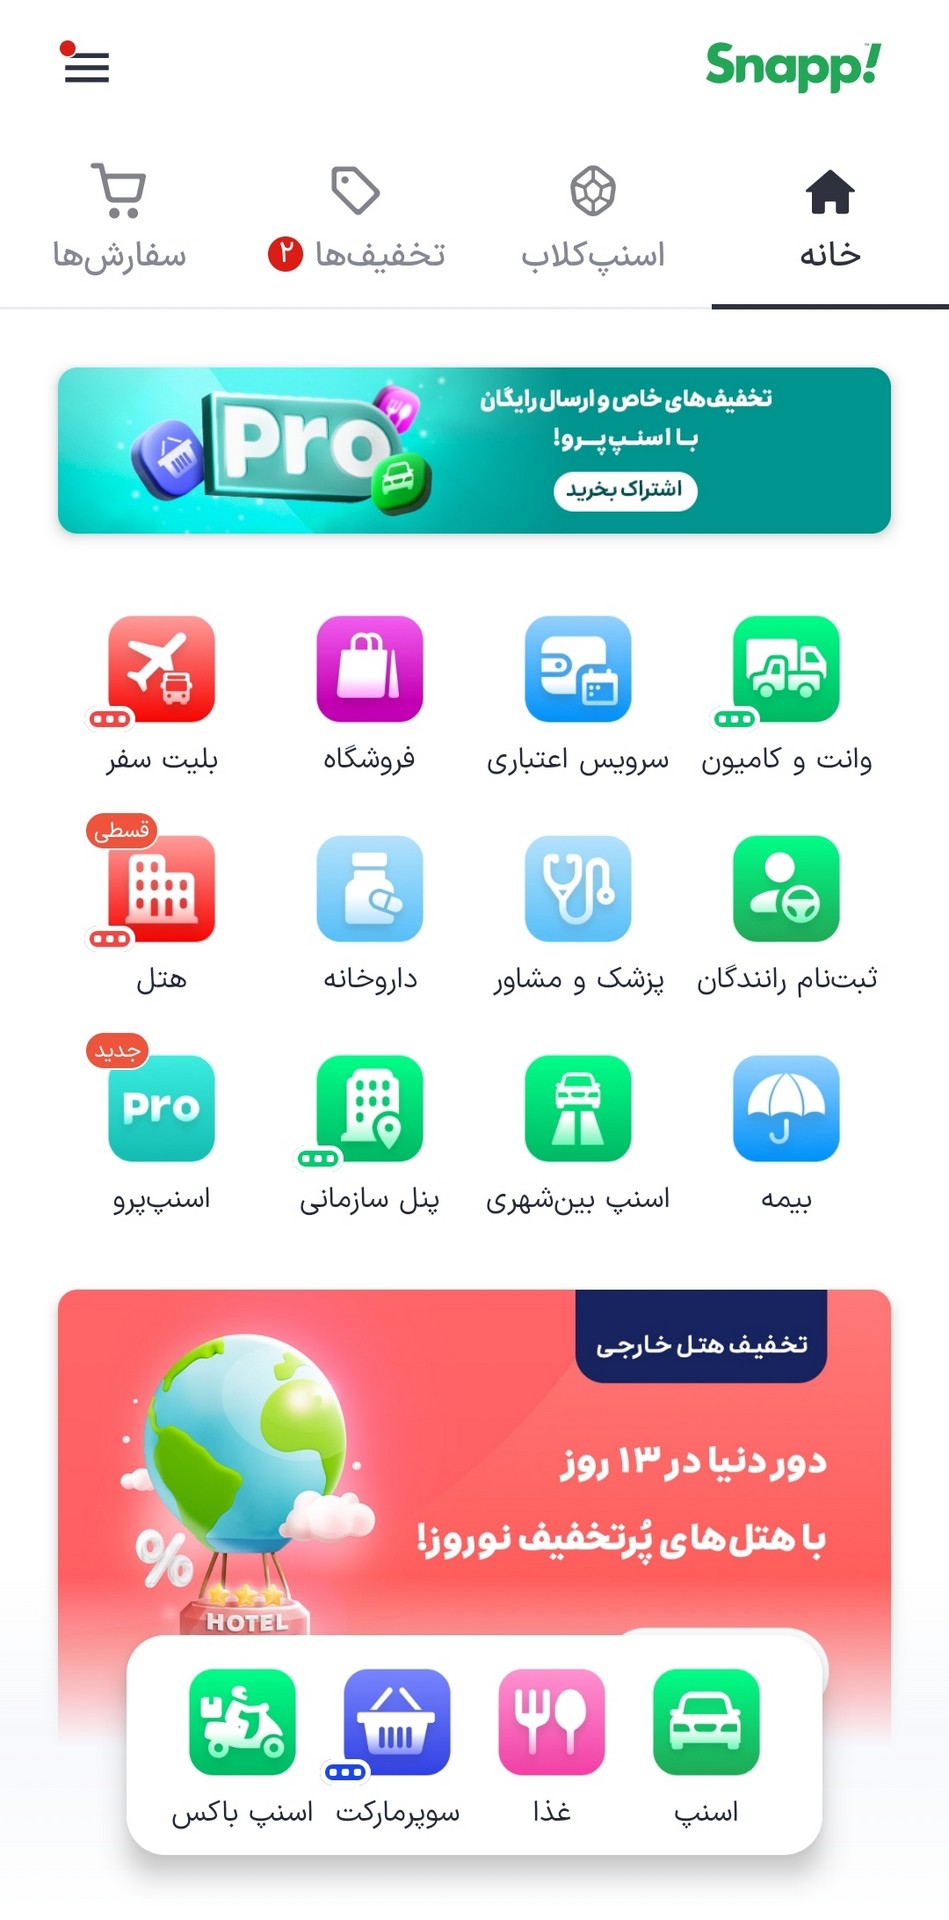 Snapp!
خانه
اسنپ‌کلاب
تخفیف‌ها ۲
سفارش‌ها
تخفیف‌های خاص و ارسال رایگان
با اسنپ‌پرو!
اشتراک بخرید
Pro
وانت و کامیون
سرویس اعتباری
فروشگاه
بلیت سفر
قسطی
ثبت‌نام رانندگان
پزشک و مشاور
داروخانه
هتل
جدید
Pro
بیمه
اسنپ بین‌شهری
پنل سازمانی
اسنپ‌پرو
تخفیف هتل خارجی
دور دنیا در ۱۳ روز
با هتل‌های پُرتخفیف نوروز!
%
HOTEL
اسنپ
غذا
سوپرمارکت
اسنپ باکس